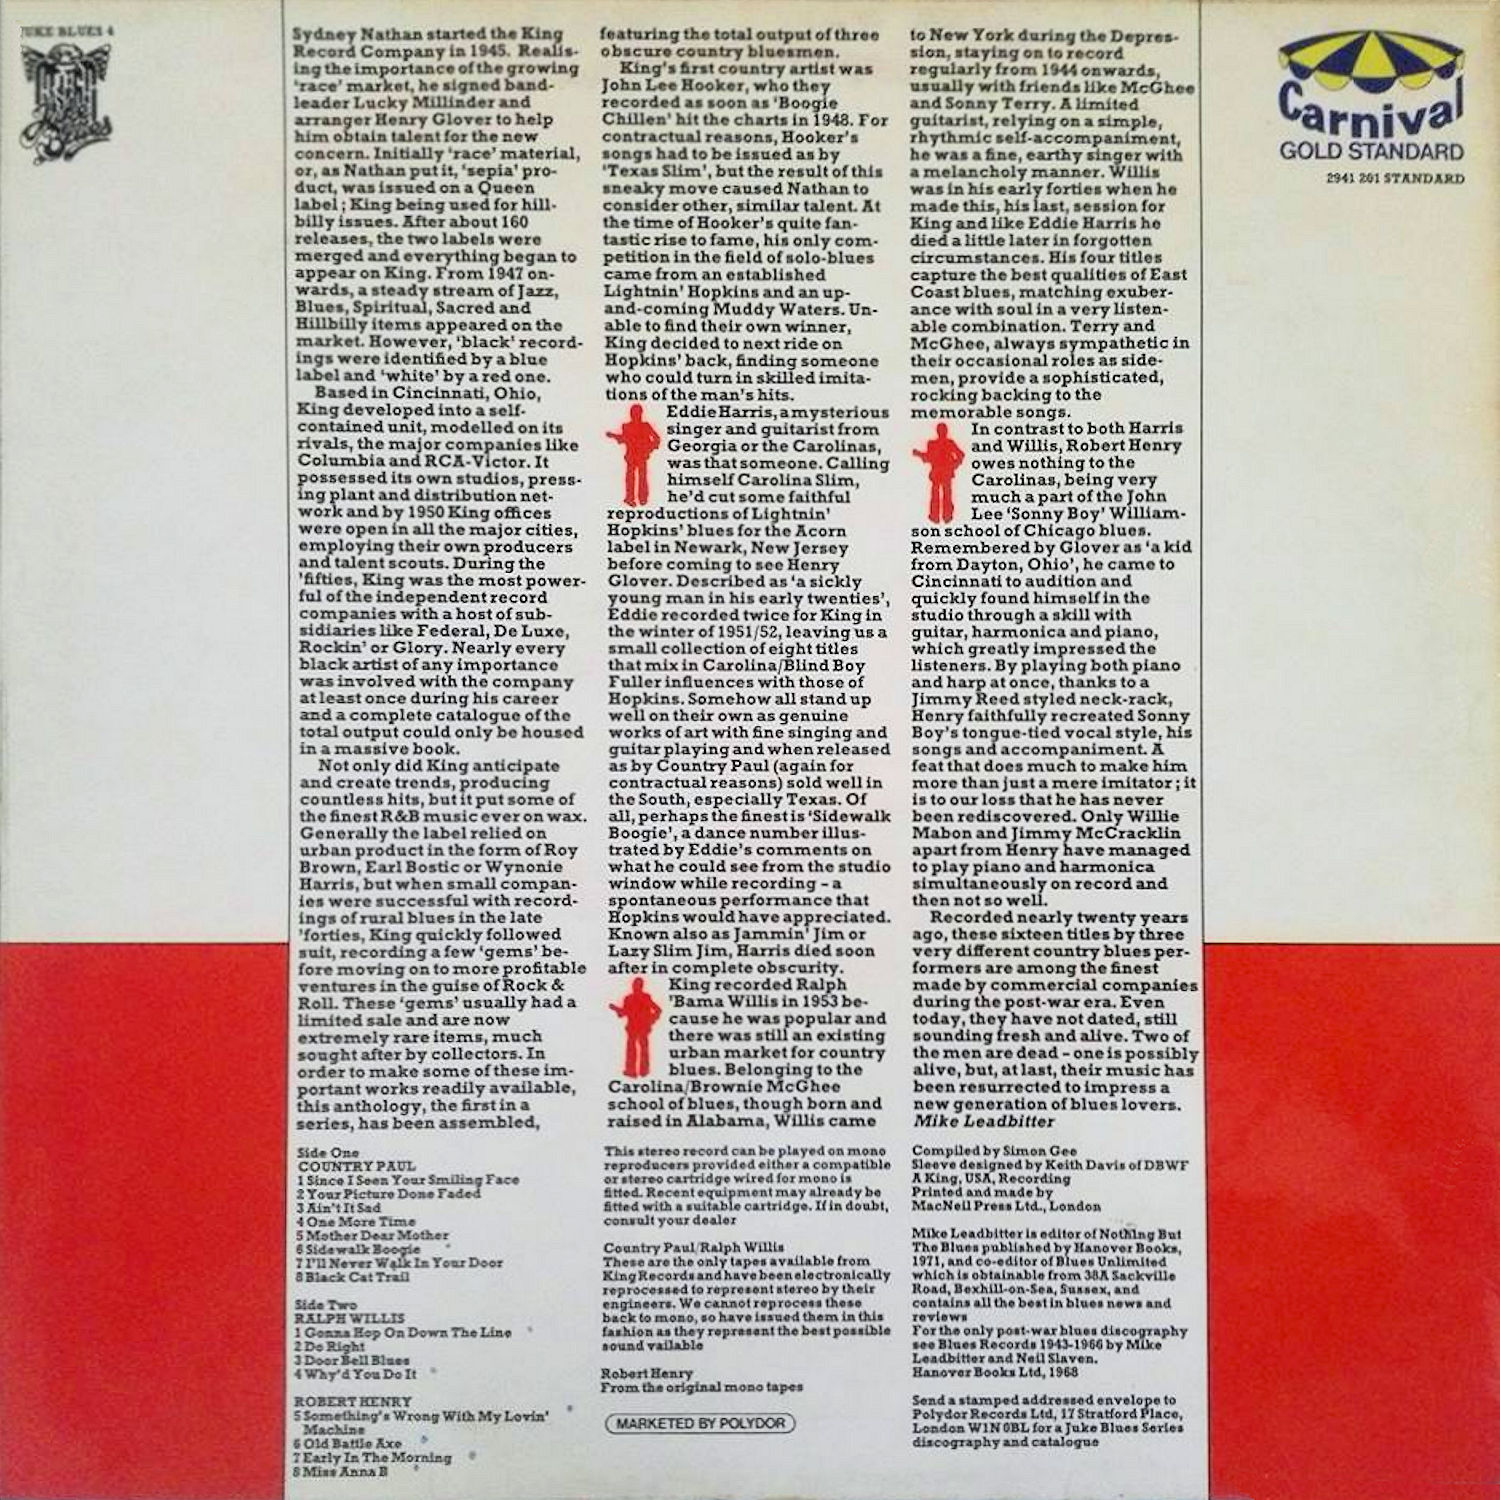 JUKE BLUES 4
Juke
Blues
Sydney Nathan started the King
Record Company in 1945. Realis-
ing the importance of the growing
'race' market, he signed band-
leader Lucky Millinder and
arranger Henry Glover to help
him obtain talent for the new
concern. Initially 'race' material,
or, as Nathan put it, 'sepia' pro-
duct, was issued on a Queen
label; King being used for hill-
billy issues. After about 160
releases, the two labels were
merged and everything began to
appear on King. From 1947 on-
wards, a steady stream of Jazz,
Blues, Spiritual, Sacred and
Hillbilly items appeared on the
market. However, 'black' record-
ings were identified by a blue
label and 'white' by a red one.
Based in Cincinnati, Ohio,
King developed into a self-
contained unit, modelled on its
rivals, the major companies like
Columbia and RCA-Victor. It
possessed its own studios, press-
ing plant and distribution net-
work and by 1950 King offices
were open in all the major cities,
employing their own producers
and talent scouts. During the
'fifties, King was the most power-
ful of the independent record
companies with a host of sub-
sidiaries like Federal, De Luxe,
Rockin' or Glory. Nearly every
black artist of any importance
was involved with the company
at least once during his career
and a complete catalogue of the
total output could only be housed
in a massive book.
Not only did King anticipate
and create trends, producing
countless hits, but it put some of
the finest R&B music ever on wax.
Generally the label relied on
urban product in the form of Roy
Brown, Earl Bostic or Wynonie
Harris, but when small compan-
ies were successful with record-
ings of rural blues in the late
'forties, King quickly followed
suit, recording a few 'gems' be-
fore moving on to more profitable
ventures in the guise of Rock &
Roll. These 'gems' usually had a
limited sale and are now
extremely rare items, much
sought after by collectors. In
order to make some of these im-
portant works readily available,
this anthology, the first in a
series, has been assembled,
featuring the total output of three
obscure country bluesmen.
King's first country artist was
John Lee Hooker, who they
recorded as soon as 'Boogie
Chillen' hit the charts in 1948. For
contractual reasons, Hooker's
songs had to be issued as by
'Texas Slim', but the result of this
sneaky move caused Nathan to
consider other, similar talent. At
the time of Hooker's quite fan-
tastic rise to fame, his only com-
petition in the field of solo-blues
came from an established
Lightnin' Hopkins and an up-
and-coming Muddy Waters. Un-
able to find their own winner,
King decided to next ride on
Hopkins' back, finding someone
who could turn in skilled imita-
tions of the man's hits.
Eddie Harris, a mysterious
singer and guitarist from
Georgia or the Carolinas,
was that someone. Calling
himself Carolina Slim,
he'd cut some faithful
reproductions of Lightnin'
Hopkins' blues for the Acorn
label in Newark, New Jersey
before coming to see Henry
Glover. Described as 'a sickly
young man in his early twenties',
Eddie recorded twice for King in
the winter of 1951/52, leaving us a
small collection of eight titles
that mix in Carolina/Blind Boy
Fuller influences with those of
Hopkins. Somehow all stand up
well on their own as genuine
works of art with fine singing and
guitar playing and when released
as by Country Paul (again for
contractual reasons) sold well in
the South, especially Texas. Of
all, perhaps the finest is 'Sidewalk
Boogie', a dance number illus-
trated by Eddie's comments on
what he could see from the studio
window while recording – a
spontaneous performance that
Hopkins would have appreciated.
Known also as Jammin' Jim or
Lazy Slim Jim, Harris died soon
after in complete obscurity.
King recorded Ralph
'Bama Willis in 1953 be-
cause he was popular and
there was still an existing
urban market for country
blues. Belonging to the
Carolina/Brownie McGhee
school of blues, though born and
raised in Alabama, Willis came
to New York during the Depres-
sion, staying on to record
regularly from 1944 onwards,
usually with friends like McGhee
and Sonny Terry. A limited
guitarist, relying on a simple,
rhythmic self-accompaniment,
he was a fine, earthy singer with
a melancholy manner. Willis
was in his early forties when he
made this, his last, session for
King and like Eddie Harris he
died a little later in forgotten
circumstances. His four titles
capture the best qualities of East
Coast blues, matching exuber-
ance with soul in a very listen-
able combination. Terry and
McGhee, always sympathetic in
their occasional roles as side-
men, provide a sophisticated,
rocking backing to the
memorable songs.
In contrast to both Harris
and Willis, Robert Henry
owes nothing to the
Carolinas, being very
much a part of the John
Lee 'Sonny Boy' William-
son school of Chicago blues.
Remembered by Glover as 'a kid
from Dayton, Ohio', he came to
Cincinnati to audition and
quickly found himself in the
studio through a skill with
guitar, harmonica and piano,
which greatly impressed the
listeners. By playing both piano
and harp at once, thanks to a
Jimmy Reed styled neck-rack,
Henry faithfully recreated Sonny
Boy's tongue-tied vocal style, his
songs and accompaniment. A
feat that does much to make him
more than just a mere imitator; it
is to our loss that he has never
been rediscovered. Only Willie
Mabon and Jimmy McCracklin
apart from Henry have managed
to play piano and harmonica
simultaneously on record and
then not so well.
Recorded nearly twenty years
ago, these sixteen titles by three
very different country blues per-
formers are among the finest
made by commercial companies
during the post-war era. Even
today, they have not dated, still
sounding fresh and alive. Two of
the men are dead – one is possibly
alive, but, at last, their music has
been resurrected to impress a
new generation of blues lovers.
Mike Leadbitter
Carnival
GOLD STANDARD
2941 201 STANDARD
Side One
COUNTRY PAUL
1 Since I Seen Your Smiling Face
2 Your Picture Done Faded
3 Ain't It Sad
4 One More Time
5 Mother Dear Mother
6 Sidewalk Boogie
7 I'll Never Walk In Your Door
8 Black Cat Trail
Side Two
RALPH WILLIS
1 Gonna Hop On Down The Line
2 Do Right
3 Door Bell Blues
4 Why'd You Do It
ROBERT HENRY
5 Something's Wrong With My Lovin'
Machine
6 Old Battle Axe
7 Early In The Morning
8 Miss Anna B
This stereo record can be played on mono
reproducers provided either a compatible
or stereo cartridge wired for mono is
fitted. Recent equipment may already be
fitted with a suitable cartridge. If in doubt,
consult your dealer
Country Paul/Ralph Willis
These are the only tapes available from
King Records and have been electronically
reprocessed to represent stereo by their
engineers. We cannot reprocess these
back to mono, so have issued them in this
fashion as they represent the best possible
sound vailable
Robert Henry
From the original mono tapes
MARKETED BY POLYDOR
Compiled by Simon Gee
Sleeve designed by Keith Davis of DBWF
A King, USA, Recording
Printed and made by
MacNeil Press Ltd., London
Mike Leadbitter is editor of Nothing But
The Blues published by Hanover Books,
1971, and co-editor of Blues Unlimited
which is obtainable from 38A Sackville
Road, Bexhill-on-Sea, Sussex, and
contains all the best in blues news and
reviews
For the only post-war blues discography
see Blues Records 1943-1966 by Mike
Leadbitter and Neil Slaven.
Hanover Books Ltd, 1968
Send a stamped addressed envelope to
Polydor Records Ltd, 17 Stratford Place,
London W1N 0BL for a Juke Blues Series
discography and catalogue